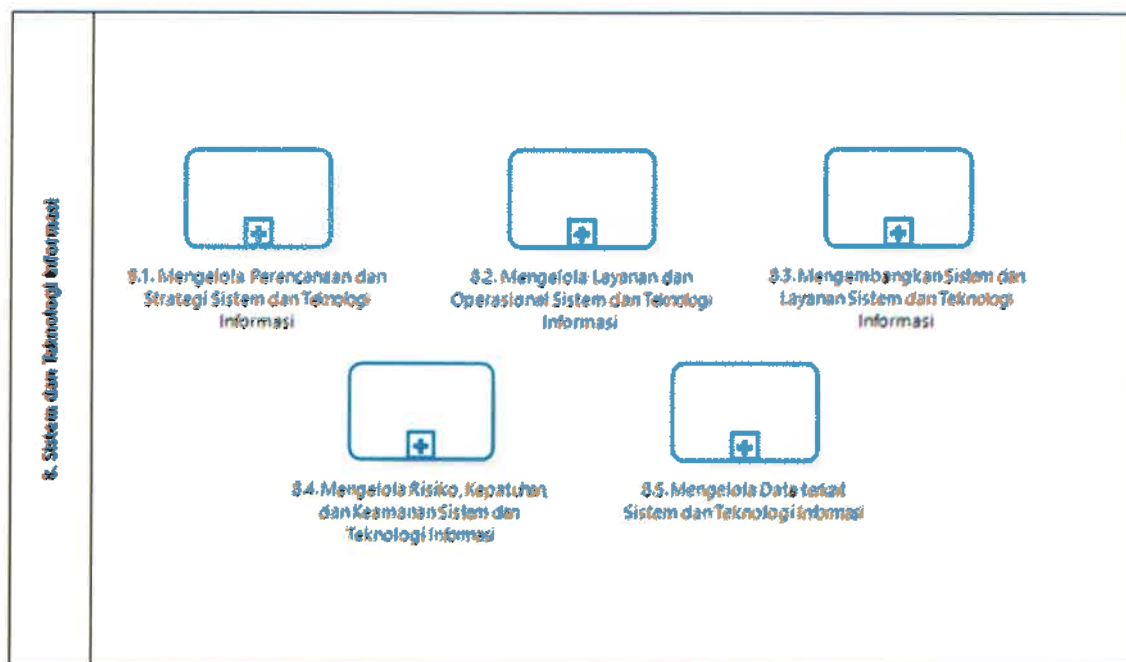 8. Sistem dan Teknologi Informasi
8.1. Mengelola Perencanaan dan
Strategi Sistem dan Teknologi
Informasi
8.2. Mengelola Layanan dan
Operasional Sistem dan Teknologi
Informasi
8.3. Mengembangkan Sistem dan
Layanan Sistem dan Teknologi
Informasi
8.4. Mengelola Risiko, Kepatuhan,
dan Keamanan Sistem dan
Teknologi Informasi
8.5. Mengelola Data terkait
Sistem dan Teknologi Informasi